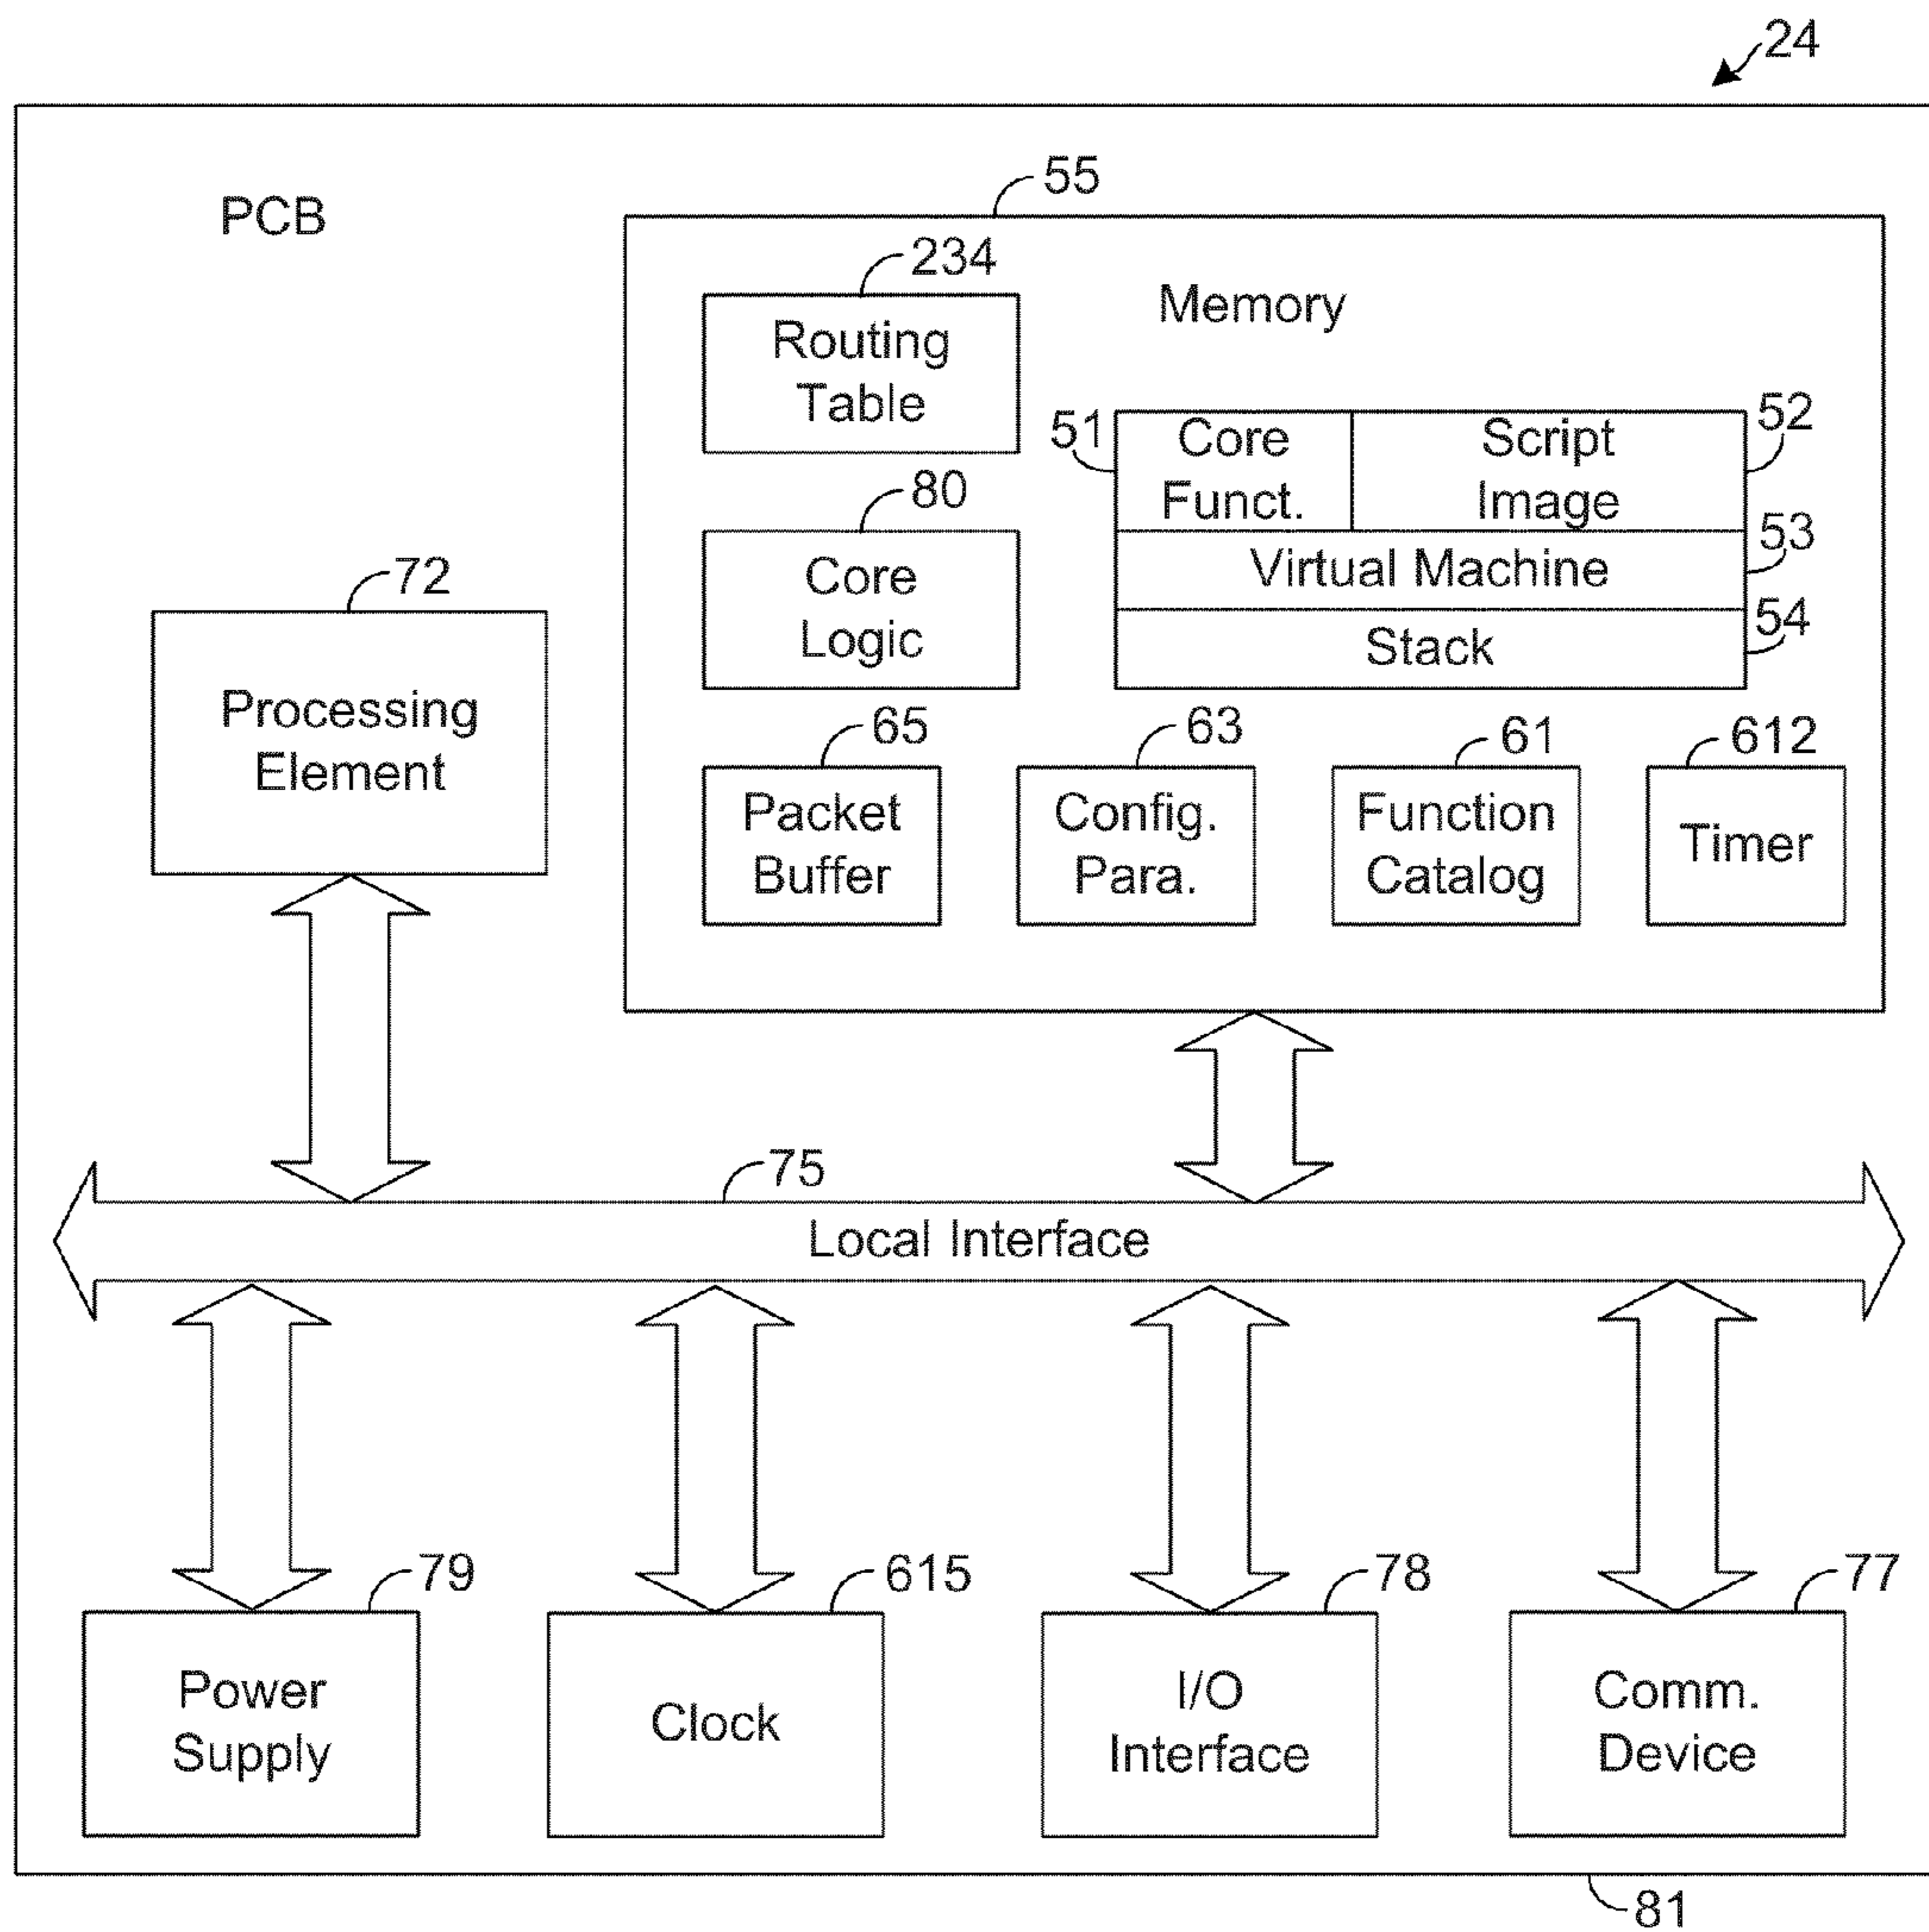 24
PCB
55
234
Routing
Table
Memory
51
Core
Funct.
Script
Image
52
80
Core
Logic
Virtual Machine
53
Stack
54
72
Processing
Element
65
Packet
Buffer
63
Config.
Para.
61
Function
Catalog
612
Timer
75
Local Interface
79
Power
Supply
615
Clock
78
I/O
Interface
77
Comm.
Device
81